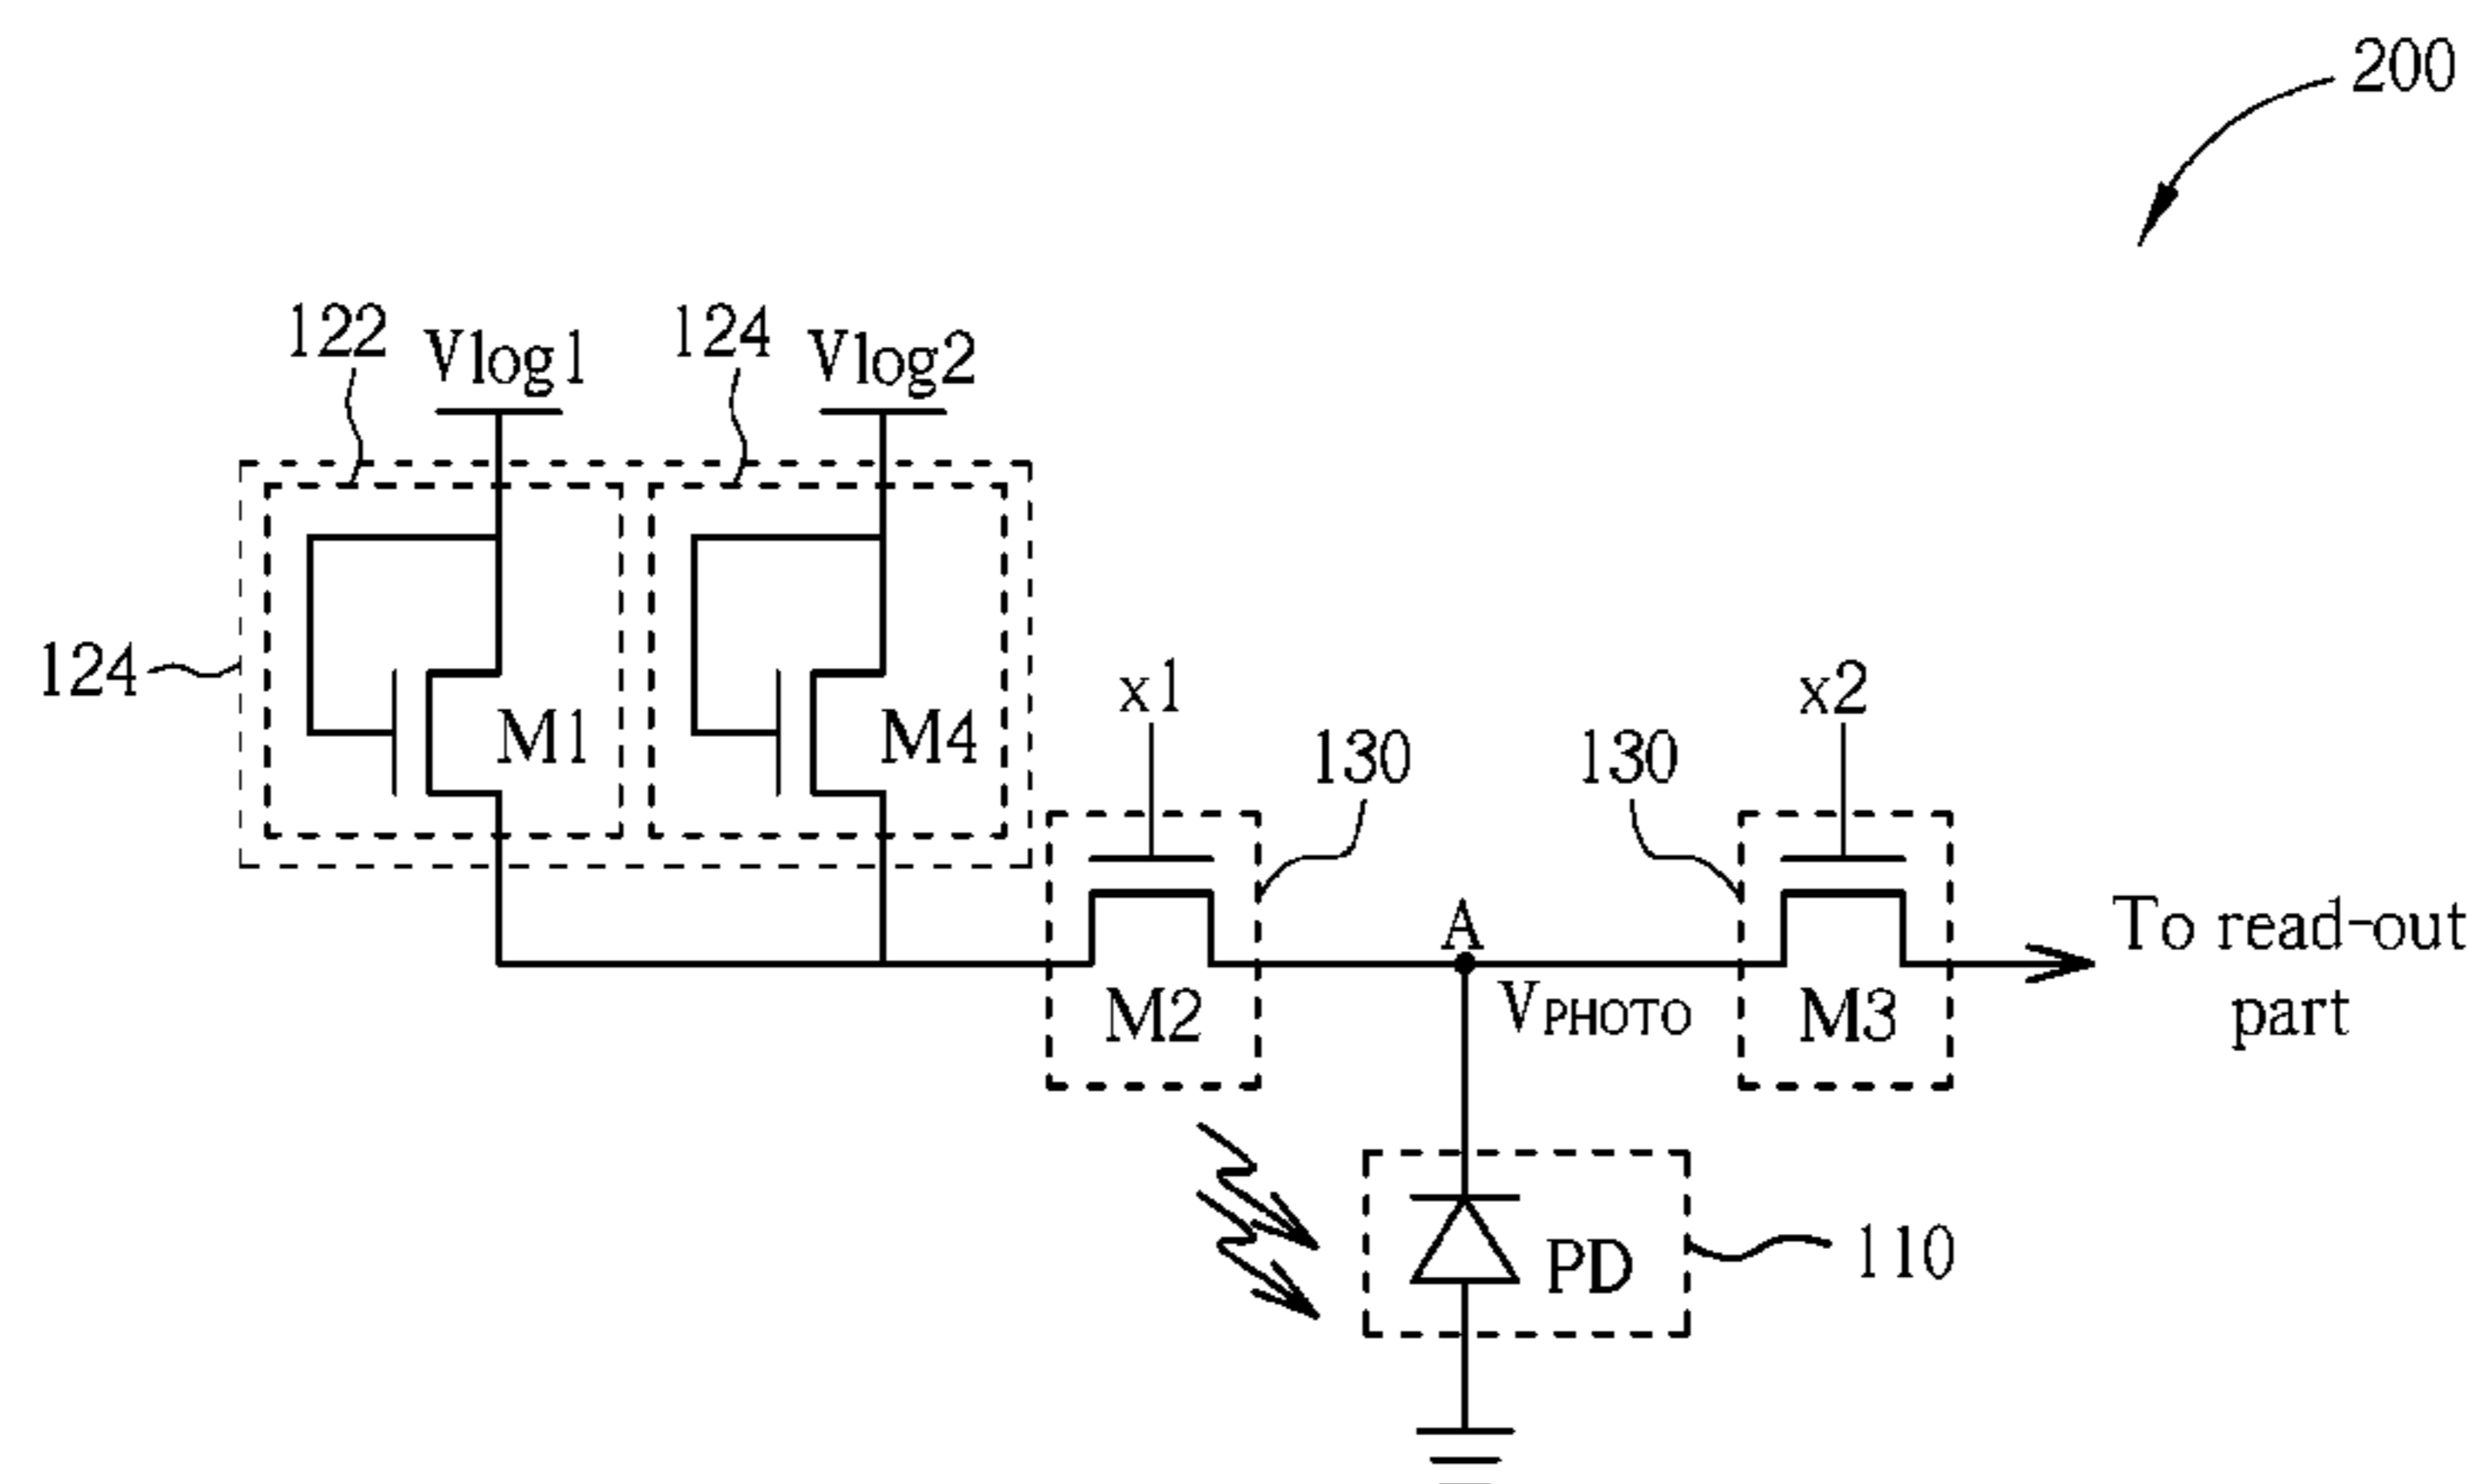 200
122
Vlog1
124
Vlog2
124
M1
M4
x1
x2
130
130
A
To read-out
part
M2
VPHOTO
M3
PD
110